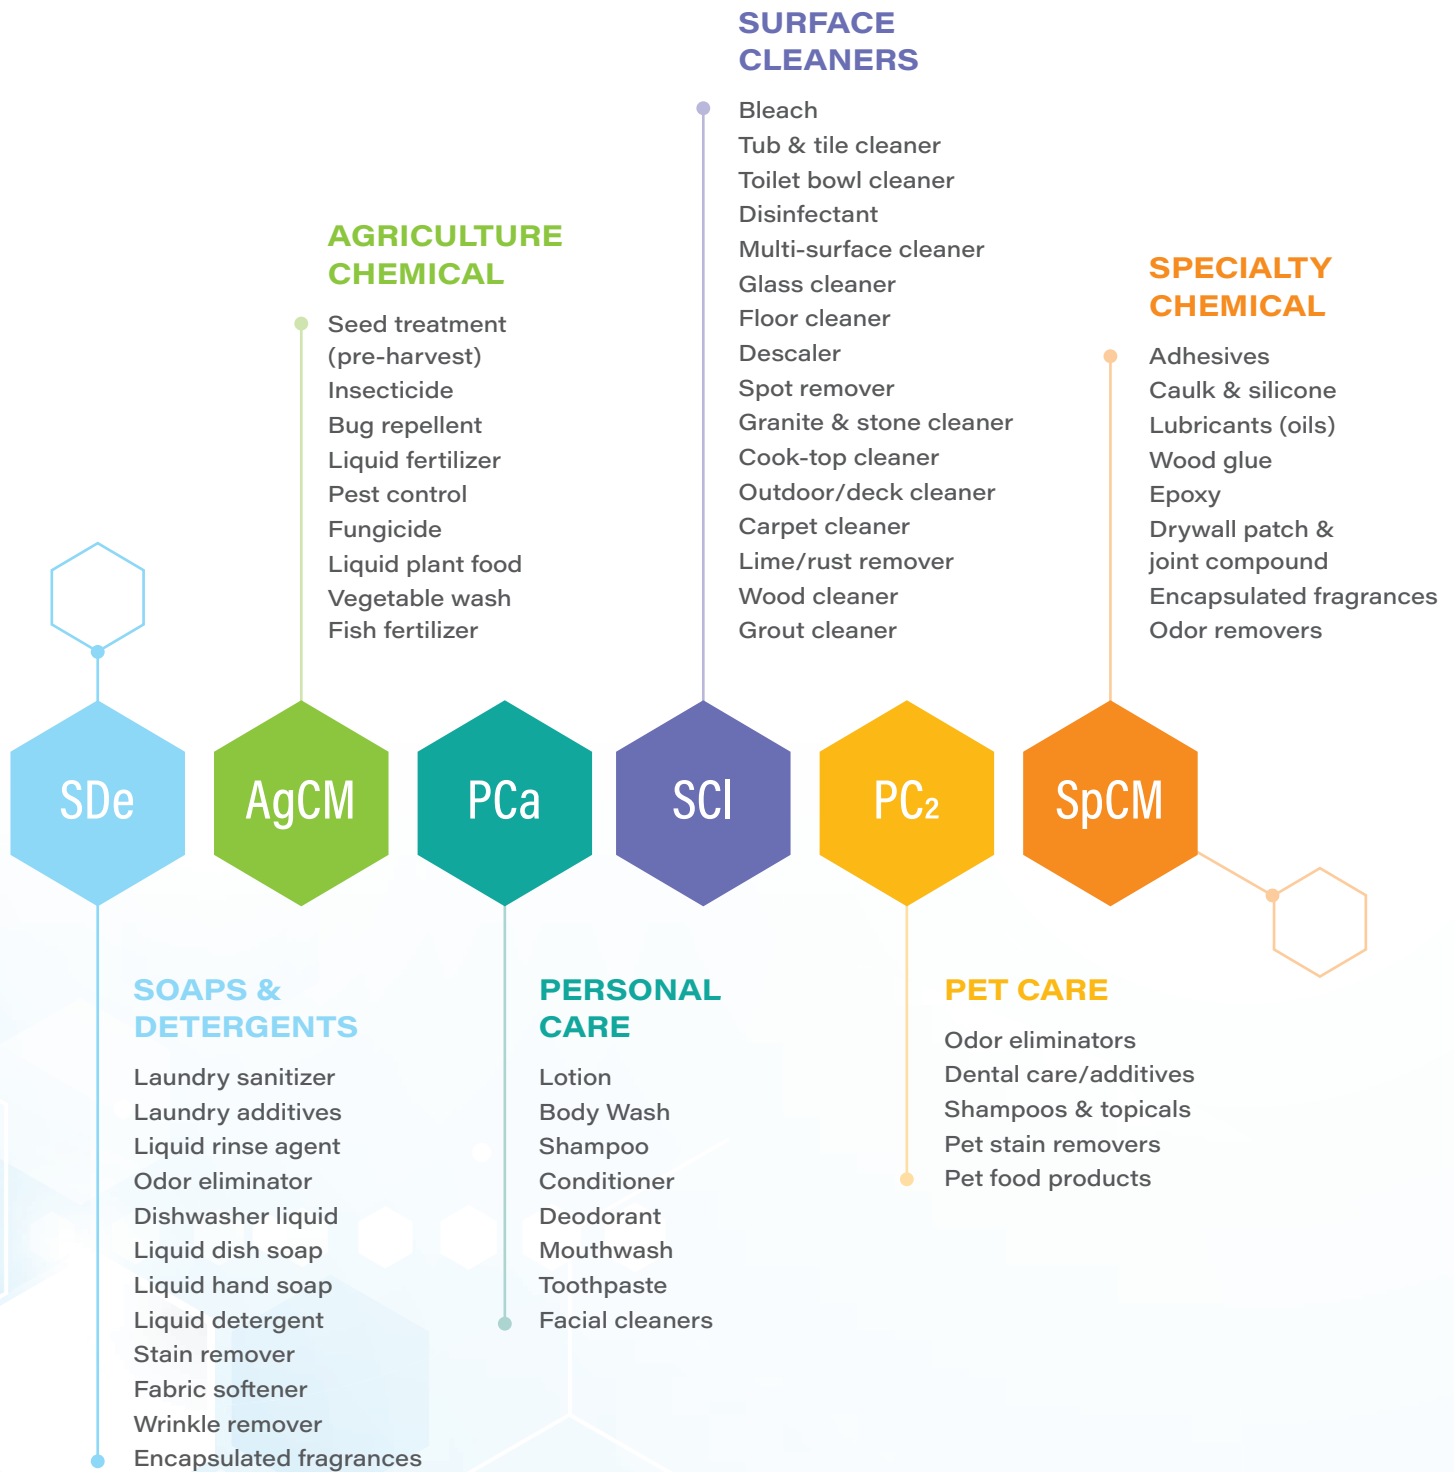 SURFACE
CLEANERS
Bleach
Tub & tile cleaner
Toilet bowl cleaner
Disinfectant
Multi-surface cleaner
Glass cleaner
Floor cleaner
Descaler
Spot remover
Granite & stone cleaner
Cook-top cleaner
Outdoor/deck cleaner
Carpet cleaner
Lime/rust remover
Wood cleaner
Grout cleaner
AGRICULTURE
CHEMICAL
Seed treatment
(pre-harvest)
Insecticide
Bug repellent
Liquid fertilizer
Pest control
Fungicide
Liquid plant food
Vegetable wash
Fish fertilizer
SPECIALTY
CHEMICAL
Adhesives
Caulk & silicone
Lubricants (oils)
Wood glue
Epoxy
Drywall patch &
joint compound
Encapsulated fragrances
Odor removers
SDe
AgCM
PCa
SCl
PC₂
SpCM
SOAPS &
DETERGENTS
Laundry sanitizer
Laundry additives
Liquid rinse agent
Odor eliminator
Dishwasher liquid
Liquid dish soap
Liquid hand soap
Liquid detergent
Stain remover
Fabric softener
Wrinkle remover
Encapsulated fragrances
PERSONAL
CARE
Lotion
Body Wash
Shampoo
Conditioner
Deodorant
Mouthwash
Toothpaste
Facial cleaners
PET CARE
Odor eliminators
Dental care/additives
Shampoos & topicals
Pet stain removers
Pet food products